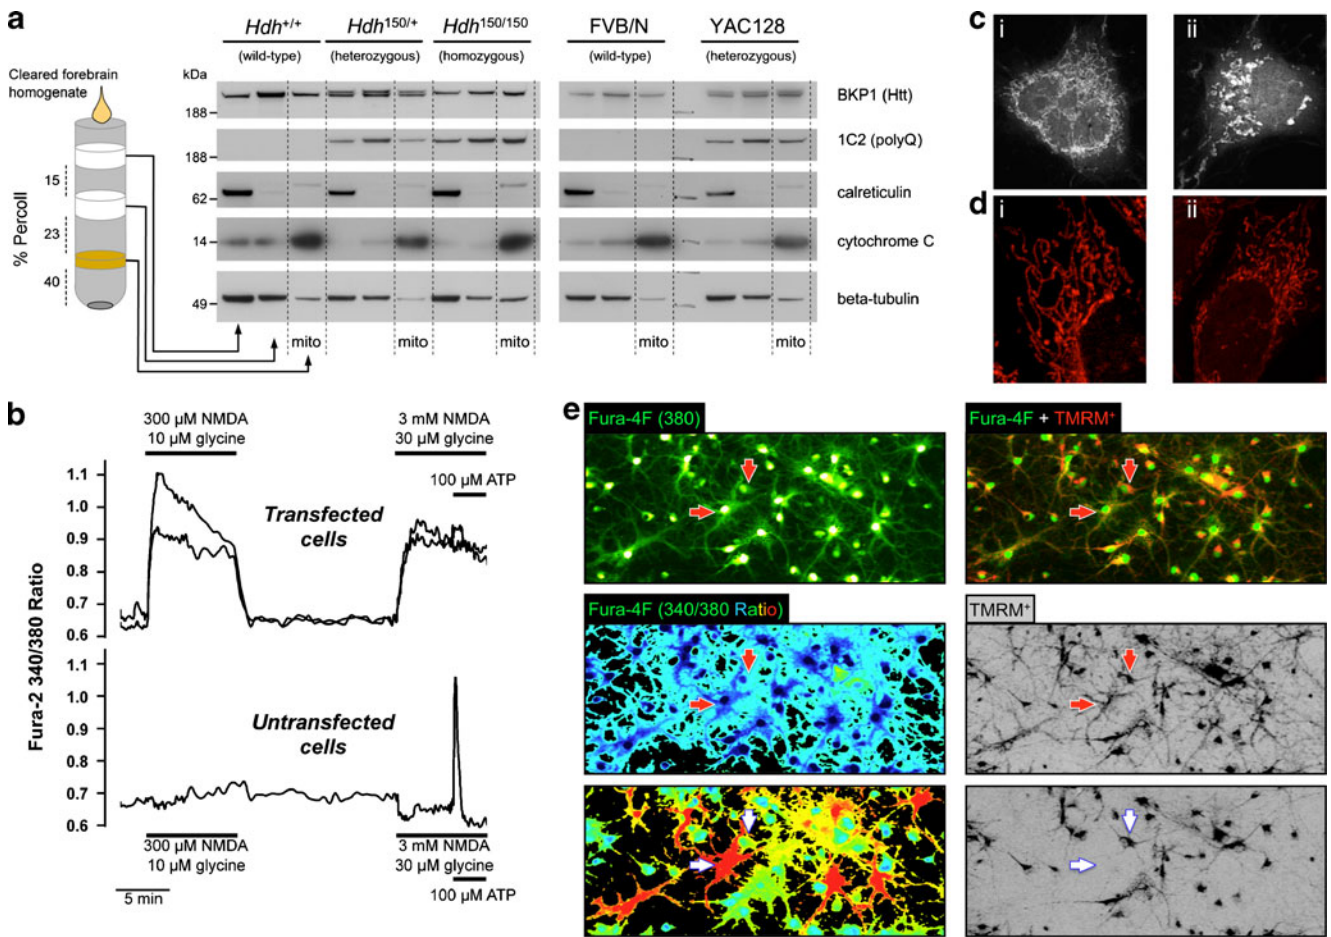 a
Hdh+/+
(wild-type)
Hdh150/+
(heterozygous)
Hdh150/150
(homozygous)
FVB/N
(wild-type)
YAC128
(heterozygous)
Cleared forebrain
homogenate
kDa
188
BKP1 (Htt)
188
1C2 (polyQ)
62
calreticulin
14
cytochrome C
49
beta-tubulin
% Percoll
15
23
40
mito
mito
mito
mito
mito
c
i
ii
d
i
ii
b
300 µM NMDA
10 µM glycine
3 mM NMDA
30 µM glycine
100 µM ATP
Transfected
cells
Fura-2 340/380 Ratio
1.1
1.0
0.9
0.8
0.7
0.6
Untransfected
cells
1.1
1.0
0.9
0.8
0.7
0.6
300 µM NMDA
10 µM glycine
3 mM NMDA
30 µM glycine
100 µM ATP
5 min
e
Fura-4F (380)
Fura-4F + TMRM+
Fura-4F (340/380 Ratio)
TMRM+